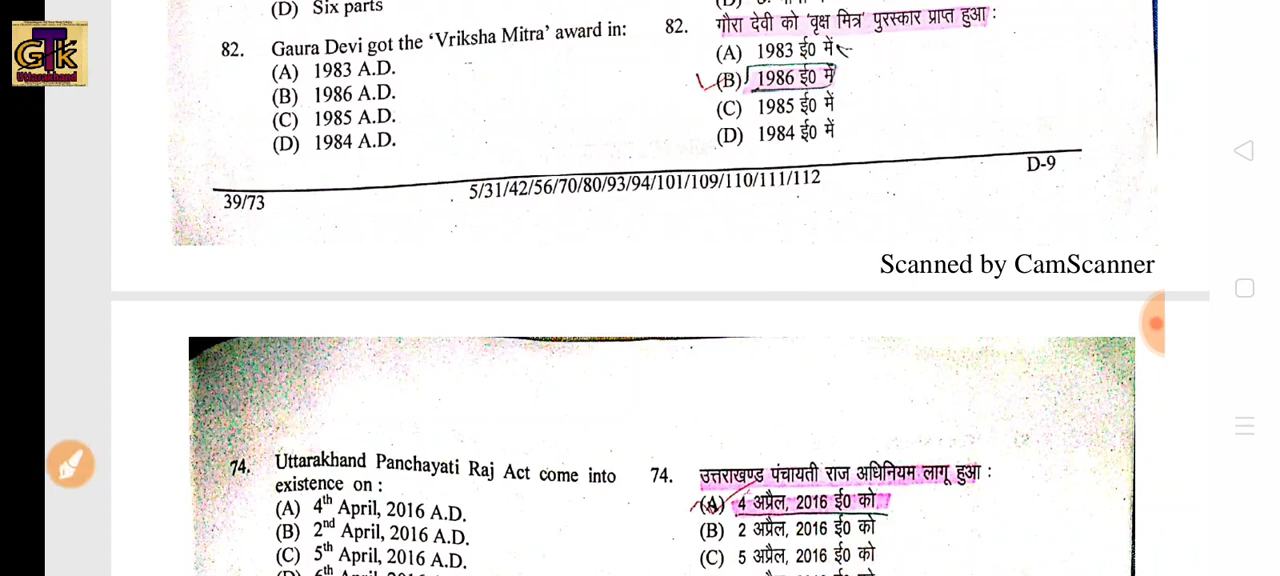 GTK
Uttarakhand
(D) Six parts
82. Gaura Devi got the ‘Vriksha Mitra’ award in:
(A) 1983 A.D.
(B) 1986 A.D.
(C) 1985 A.D.
(D) 1984 A.D.
82. गौरा देवी को ‘वृक्ष मित्र’ पुरस्कार प्राप्त हुआ :
(A) 1983 ई0 में
(B) 1986 ई0 में
(C) 1985 ई0 में
(D) 1984 ई0 में
39/73 5/31/42/56/70/80/93/94/101/109/110/111/112 D-9
Scanned by CamScanner
74. Uttarakhand Panchayati Raj Act come into
existence on :
(A) 4th April, 2016 A.D.
(B) 2nd April, 2016 A.D.
(C) 5th April, 2016 A.D.
74. उत्तराखण्ड पंचायती राज अधिनियम लागू हुआ :
(A) 4 अप्रैल, 2016 ई0 को
(B) 2 अप्रैल, 2016 ई0 को
(C) 5 अप्रैल, 2016 ई0 को